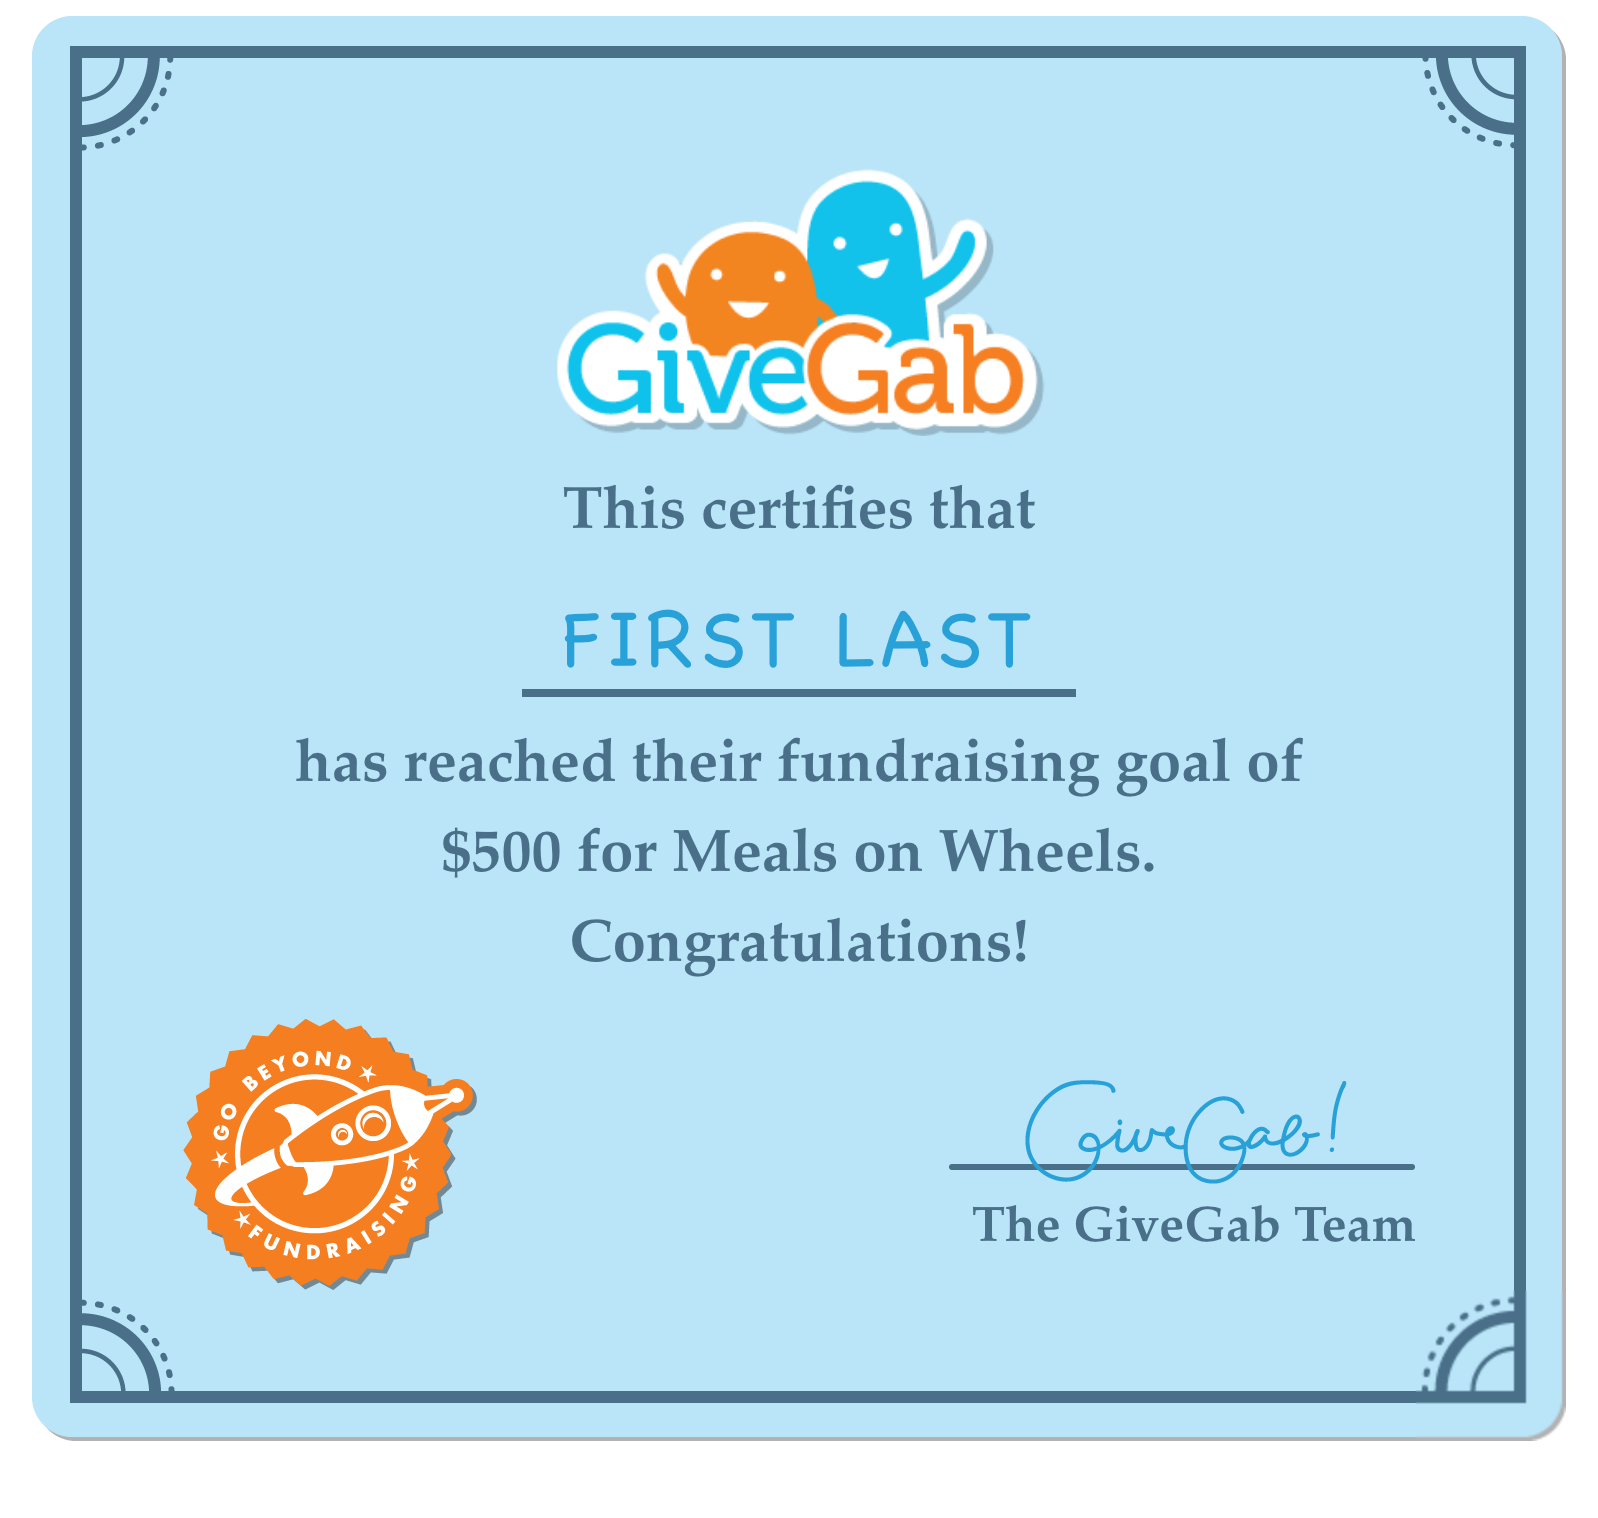 GiveGab
This certifies that
FIRST LAST
has reached their fundraising goal of
$500 for Meals on Wheels.
Congratulations!
GO BEYOND
FUNDRAISING
GiveGab!
The GiveGab Team